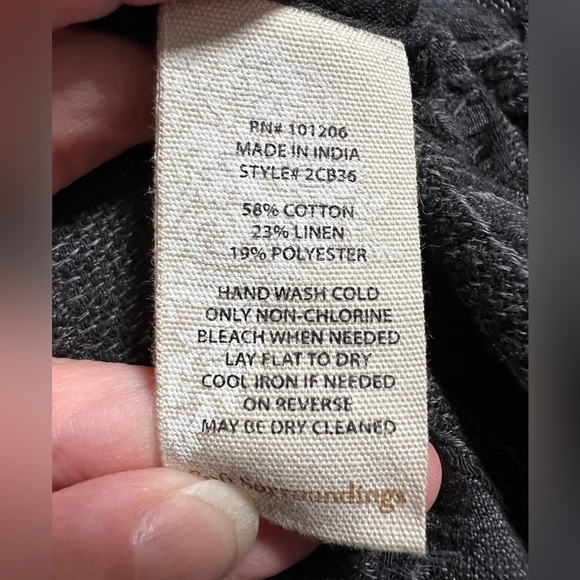 RN# 101206
MADE IN INDIA
STYLE# 2CB36
58% COTTON
23% LINEN
19% POLYESTER
HAND WASH COLD
ONLY NON-CHLORINE
BLEACH WHEN NEEDED
LAY FLAT TO DRY
COOL IRON IF NEEDED
ON REVERSE
MAY BE DRY CLEANED
Surroundings